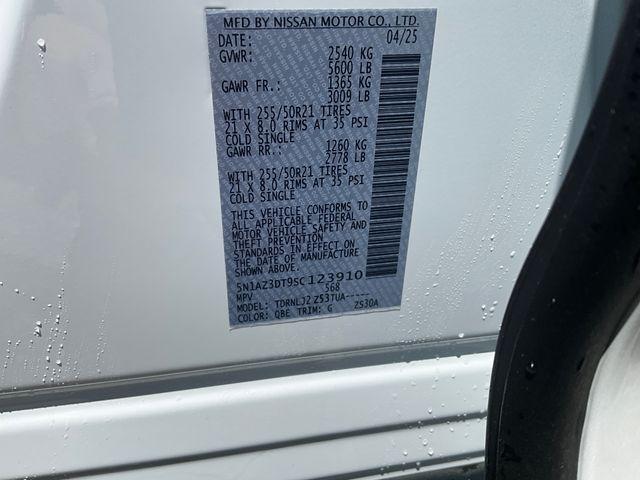 MFD BY NISSAN MOTOR CO., LTD.
DATE: 04/25
GVWR: 2540 KG
5600 LB
GAWR FR.: 1365 KG
3009 LB
WITH 255/50R21 TIRES
21 X 8.0 RIMS AT 35 PSI
COLD SINGLE
GAWR RR.: 1260 KG
2778 LB
WITH 255/50R21 TIRES
21 X 8.0 RIMS AT 35 PSI
COLD SINGLE
THIS VEHICLE CONFORMS TO
ALL APPLICABLE FEDERAL
MOTOR VEHICLE SAFETY AND
THEFT PREVENTION
STANDARDS IN EFFECT ON
THE DATE OF MANUFACTURE
SHOWN ABOVE.
5N1AZ3DT9SC123910
MPV 568
MODEL: TDRNLJ2 Z53TUA-----
COLOR: QBE TRIM: G Z530A